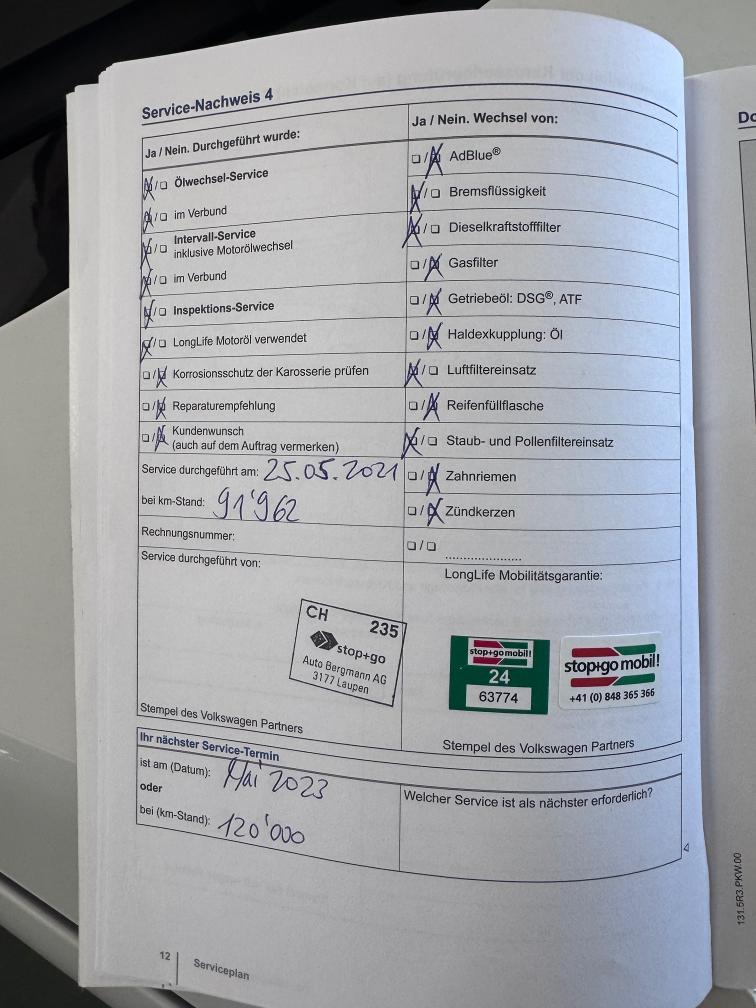 Service-Nachweis 4
Ja / Nein. Durchgeführt wurde:
☒/☐ Ölwechsel-Service
☒/☐ im Verbund
☒/☐ Intervall-Service
inklusive Motorölwechsel
☒/☐ im Verbund
☒/☐ Inspektions-Service
☒/☐ LongLife Motoröl verwendet
☐/☒ Korrosionsschutz der Karosserie prüfen
☐/☒ Reparaturempfehlung
☐/☒ Kundenwunsch
(auch auf dem Auftrag vermerken)
Service durchgeführt am: 25.05.2021
bei km-Stand: 91'962
Rechnungsnummer:
Service durchgeführt von:
CH 235
stop+go
Auto Bergmann AG
3177 Laupen
Stempel des Volkswagen Partners
Ja / Nein. Wechsel von:
☐/☒ AdBlue®
☒/☐ Bremsflüssigkeit
☒/☐ Dieselkraftstofffilter
☐/☒ Gasfilter
☐/☒ Getriebeöl: DSG®, ATF
☐/☒ Haldexkupplung: Öl
☒/☐ Luftfiltereinsatz
☐/☒ Reifenfüllflasche
☒/☐ Staub- und Pollenfiltereinsatz
☐/☒ Zahnriemen
☐/☒ Zündkerzen
☐/☐ ......................
LongLife Mobilitätsgarantie:
stop+go mobil!
24
63774
stop+go mobil!
+41 (0) 848 365 366
Stempel des Volkswagen Partners
Ihr nächster Service-Termin
ist am (Datum): Mai 2023
oder
bei (km-Stand): 120'000
Welcher Service ist als nächster erforderlich?
12 Serviceplan
Do
131.5R3.PKW.00